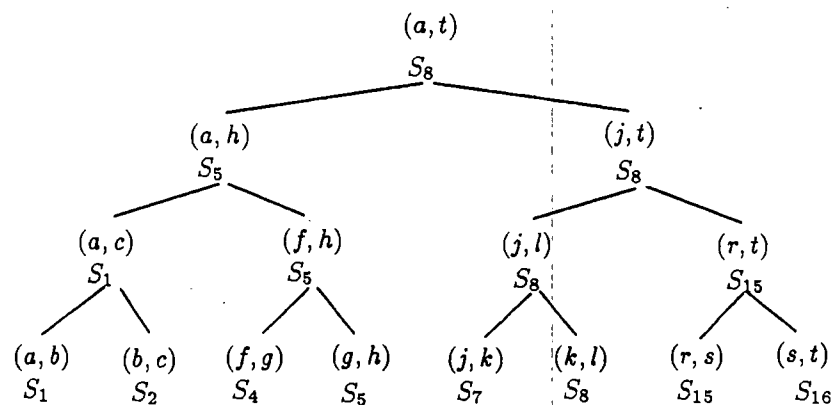 (a, t)
S₈
(a, h) (j, t)
S₅ S₈
(a, c) (f, h) (j, l) (r, t)
S₁ S₅ S₈ S₁₅
(a, b) (b, c) (f, g) (g, h) (j, k) (k, l) (r, s) (s, t)
S₁ S₂ S₄ S₅ S₇ S₈ S₁₅ S₁₆